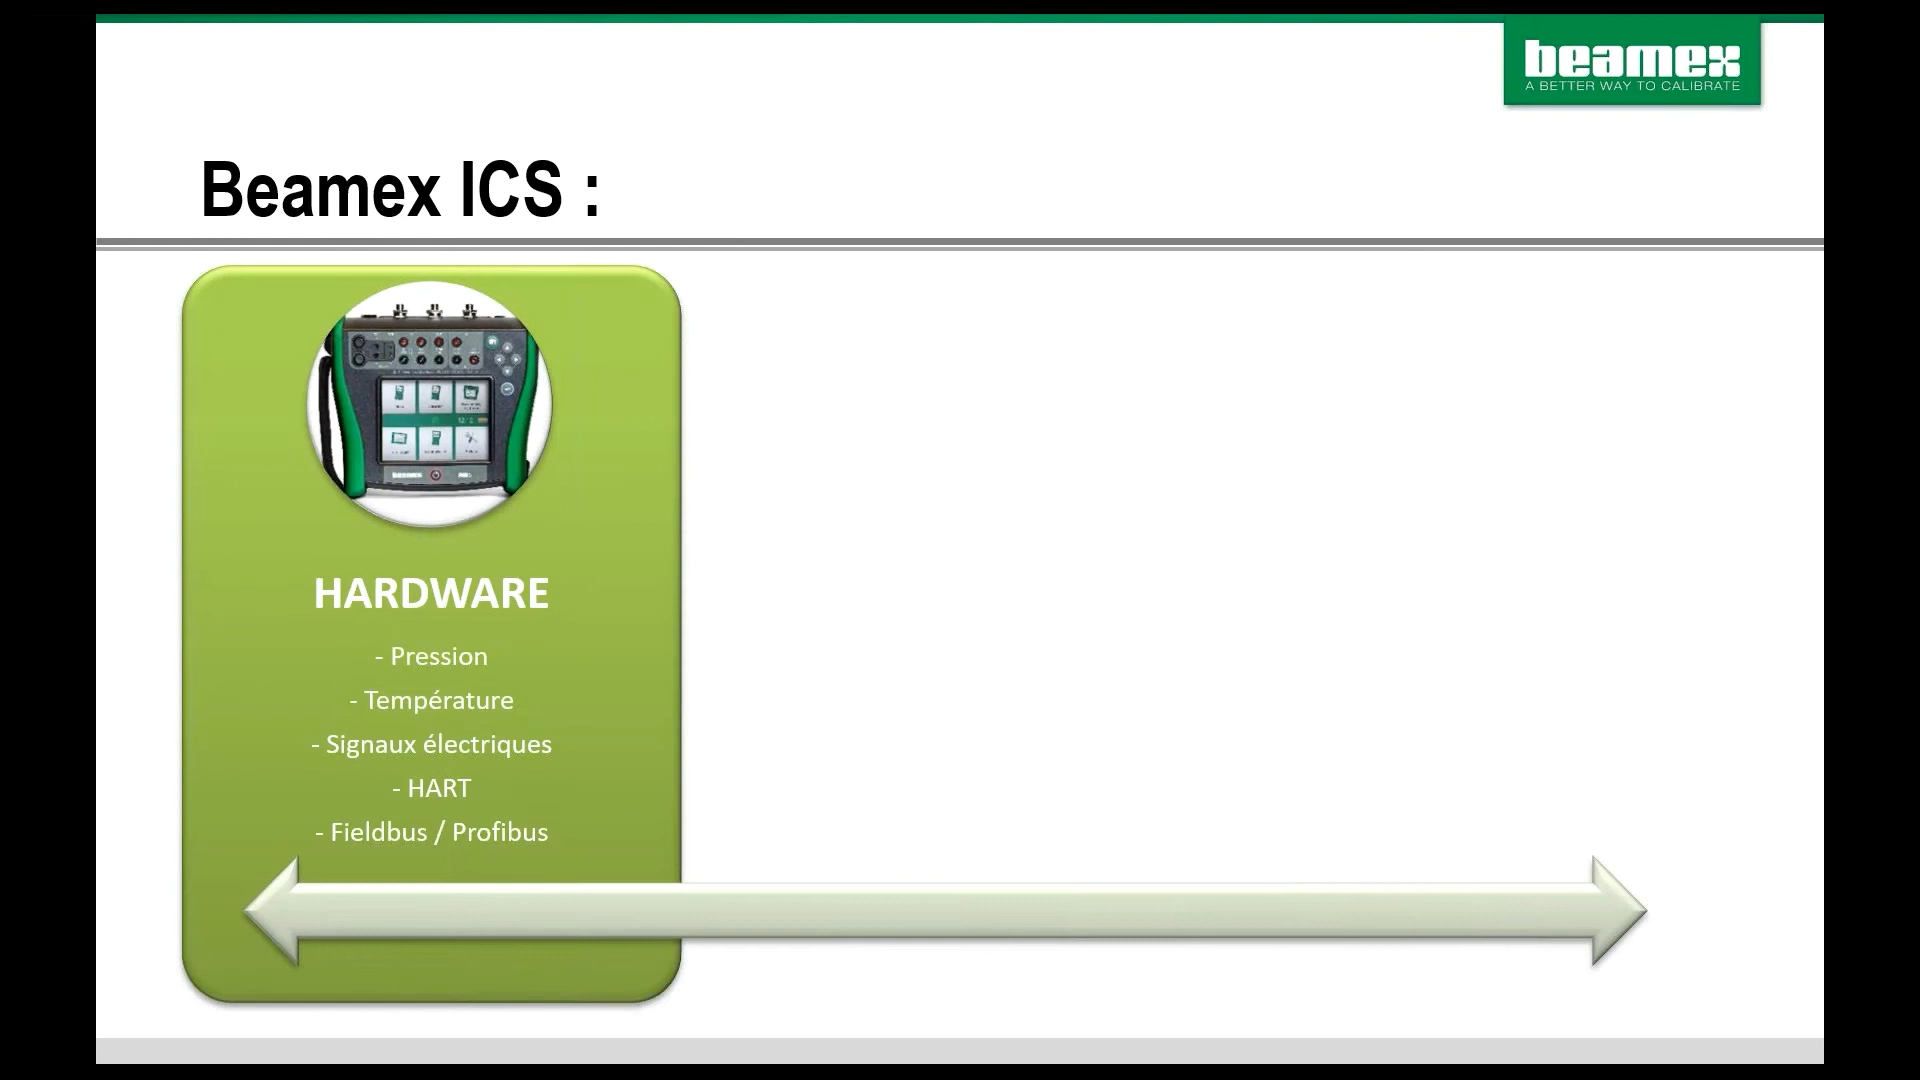 beamex
A BETTER WAY TO CALIBRATE
Beamex ICS :
HARDWARE
- Pression
- Température
- Signaux électriques
- HART
- Fieldbus / Profibus